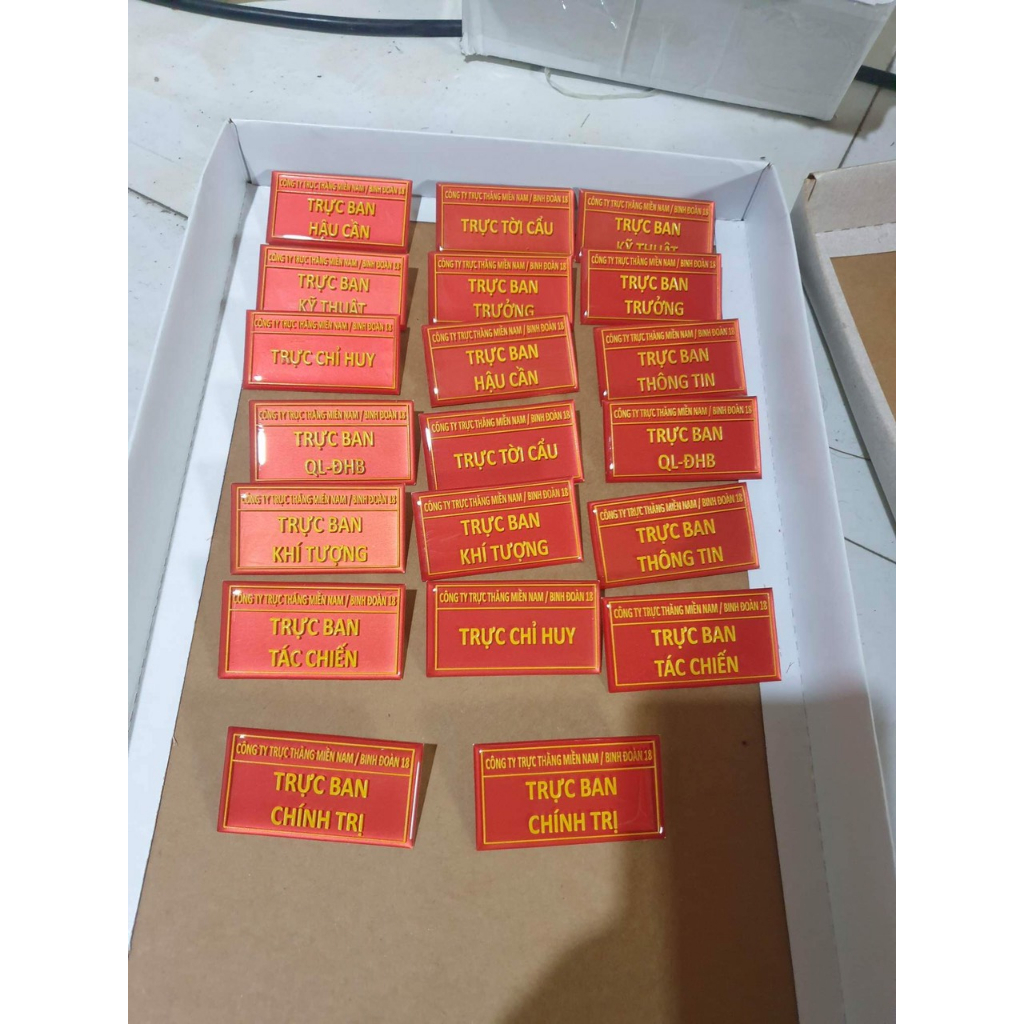 CÔNG TY TRỰC THĂNG MIỀN NAM / BINH ĐOÀN 18
TRỰC BAN
HẬU CẦN
CÔNG TY TRỰC THĂNG MIỀN NAM / BINH ĐOÀN 18
TRỰC TỜI CẨU
CÔNG TY TRỰC THĂNG MIỀN NAM / BINH ĐOÀN 18
TRỰC BAN
KỸ THUẬT
CÔNG TY TRỰC THĂNG MIỀN NAM / BINH ĐOÀN 18
TRỰC BAN
KỸ THUẬT
CÔNG TY TRỰC THĂNG MIỀN NAM / BINH ĐOÀN 18
TRỰC BAN
TRƯỞNG
CÔNG TY TRỰC THĂNG MIỀN NAM / BINH ĐOÀN 18
TRỰC BAN
TRƯỞNG
CÔNG TY TRỰC THĂNG MIỀN NAM / BINH ĐOÀN 18
TRỰC CHỈ HUY
CÔNG TY TRỰC THĂNG MIỀN NAM / BINH ĐOÀN 18
TRỰC BAN
HẬU CẦN
CÔNG TY TRỰC THĂNG MIỀN NAM / BINH ĐOÀN 18
TRỰC BAN
THÔNG TIN
CÔNG TY TRỰC THĂNG MIỀN NAM / BINH ĐOÀN 18
TRỰC BAN
QL-ĐHB
CÔNG TY TRỰC THĂNG MIỀN NAM / BINH ĐOÀN 18
TRỰC TỜI CẨU
CÔNG TY TRỰC THĂNG MIỀN NAM / BINH ĐOÀN 18
TRỰC BAN
QL-ĐHB
CÔNG TY TRỰC THĂNG MIỀN NAM / BINH ĐOÀN 18
TRỰC BAN
KHÍ TƯỢNG
CÔNG TY TRỰC THĂNG MIỀN NAM / BINH ĐOÀN 18
TRỰC BAN
KHÍ TƯỢNG
CÔNG TY TRỰC THĂNG MIỀN NAM / BINH ĐOÀN 18
TRỰC BAN
THÔNG TIN
CÔNG TY TRỰC THĂNG MIỀN NAM / BINH ĐOÀN 18
TRỰC BAN
TÁC CHIẾN
CÔNG TY TRỰC THĂNG MIỀN NAM / BINH ĐOÀN 18
TRỰC CHỈ HUY
CÔNG TY TRỰC THĂNG MIỀN NAM / BINH ĐOÀN 18
TRỰC BAN
TÁC CHIẾN
CÔNG TY TRỰC THĂNG MIỀN NAM / BINH ĐOÀN 18
TRỰC BAN
CHÍNH TRỊ
CÔNG TY TRỰC THĂNG MIỀN NAM / BINH ĐOÀN 18
TRỰC BAN
CHÍNH TRỊ